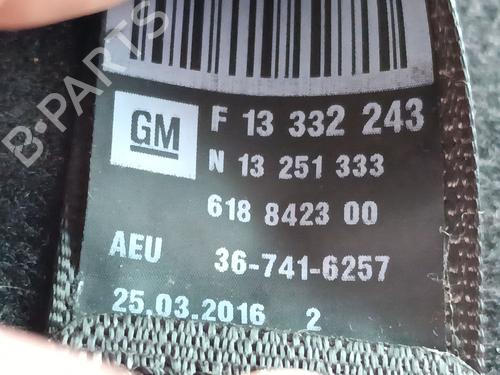 F 13 332 243
GM
N 13 251 333
618 8423 00
AEU 36-741-6257
25.03.2016 2
B-PARTS